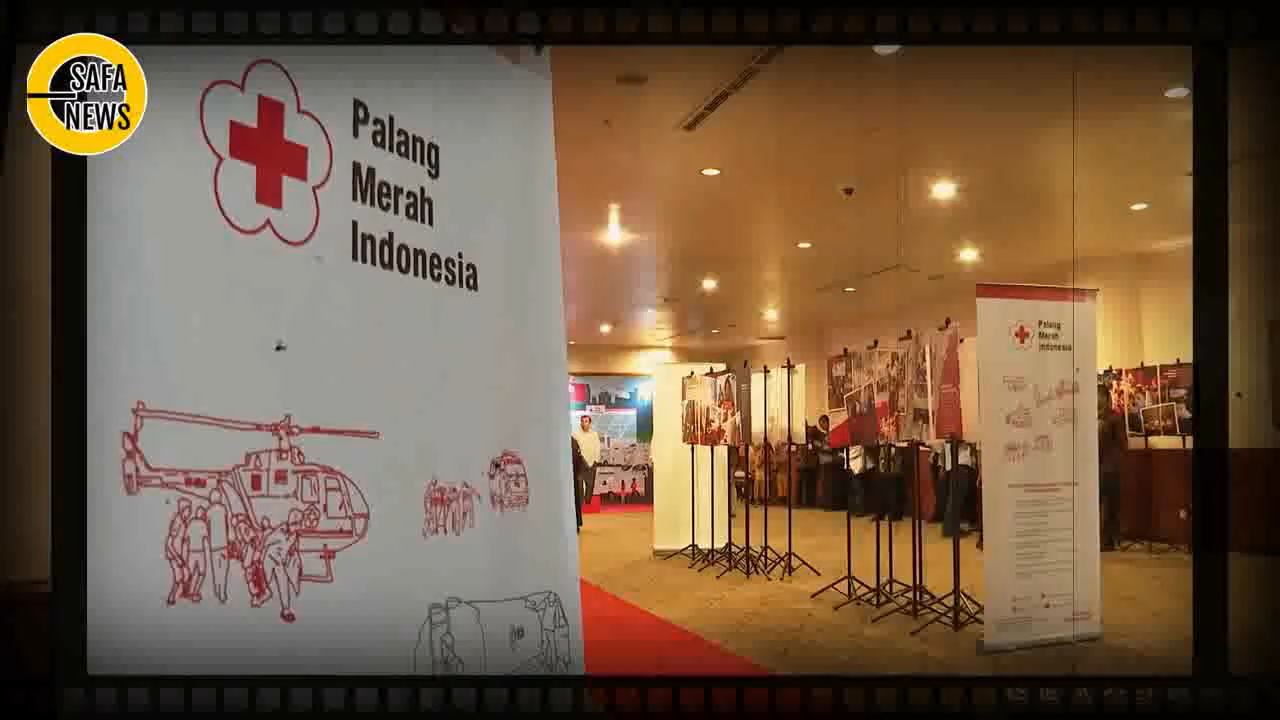 SAFA
NEWS
Palang
Merah
Indonesia
Palang
Merah
Indonesia